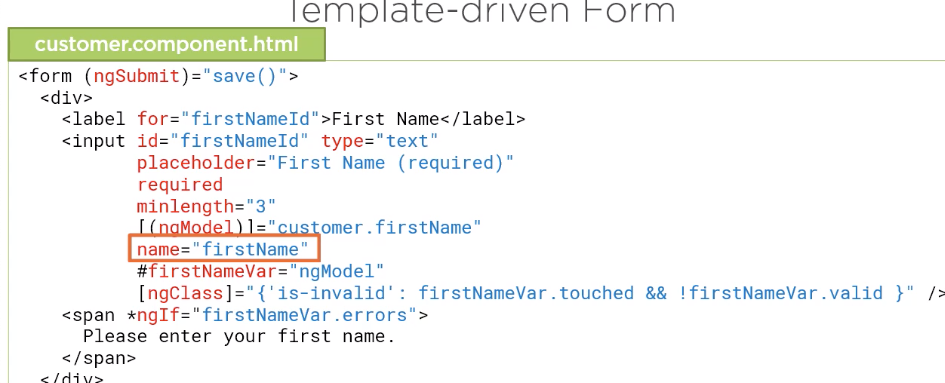 Template-driven Form
customer.component.html
<form (ngSubmit)="save()">
<div>
<label for="firstNameId">First Name</label>
<input id="firstNameId" type="text"
placeholder="First Name (required)"
required
minlength="3"
[(ngModel)]="customer.firstName"
name="firstName"
#firstNameVar="ngModel"
[ngClass]="{'is-invalid': firstNameVar.touched && !firstNameVar.valid }" />
<span *ngIf="firstNameVar.errors">
Please enter your first name.
</span>
</div>